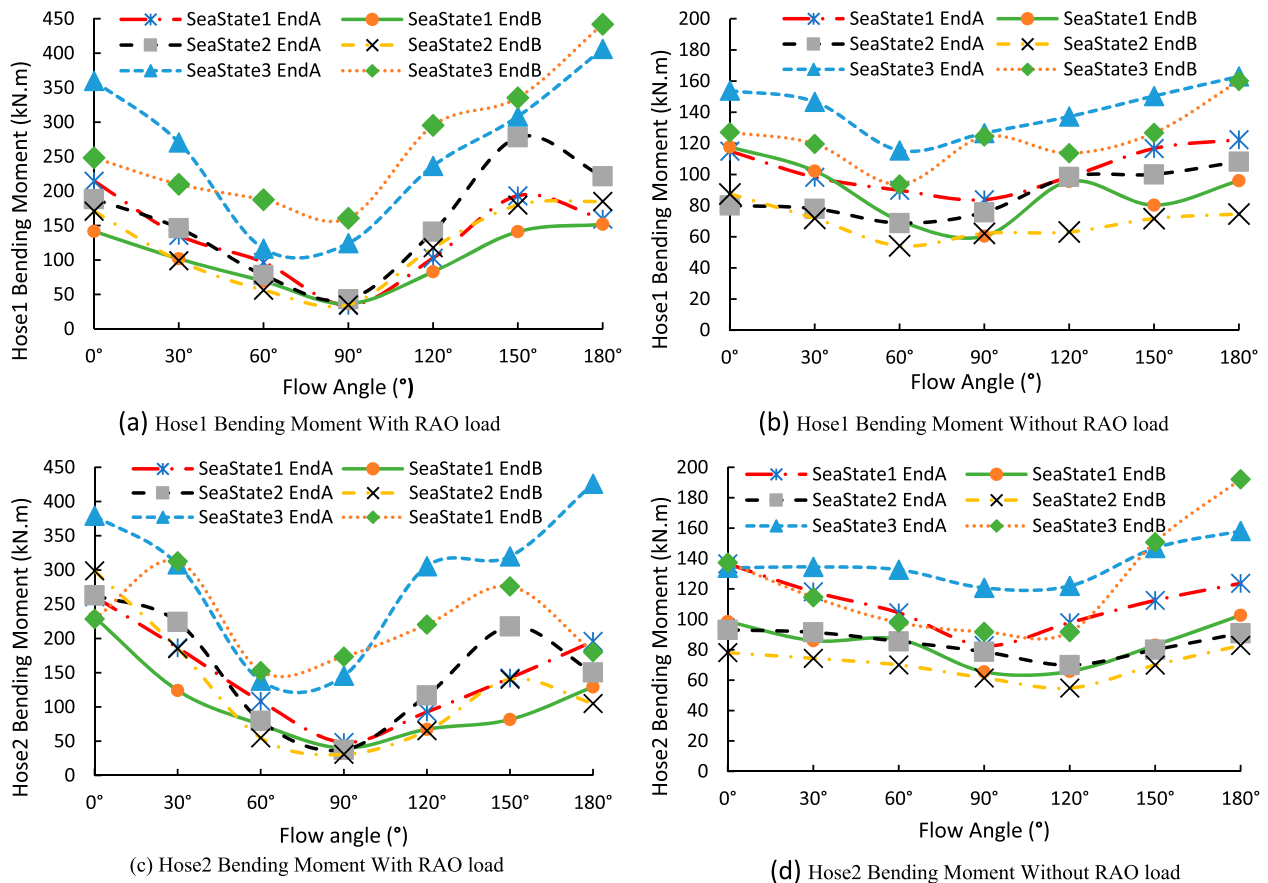 Hose1 Bending Moment (kN.m)
450
400
350
300
250
200
150
100
50
0
SeaState1 EndA
SeaState1 EndB
SeaState2 EndA
SeaState2 EndB
SeaState3 EndA
SeaState3 EndB
0° 30° 60° 90° 120° 150° 180°
Flow Angle (°)
(a) Hose1 Bending Moment With RAO load
Hose1 Bending Moment (kN.m)
200
180
160
140
120
100
80
60
40
20
0
SeaState1 EndA
SeaState1 EndB
SeaState2 EndA
SeaState2 EndB
SeaState3 EndA
SeaState3 EndB
0° 30° 60° 90° 120° 150° 180°
Flow Angle (°)
(b) Hose1 Bending Moment Without RAO load
Hose2 Bending Moment (kN.m)
450
400
350
300
250
200
150
100
50
0
SeaState1 EndA
SeaState1 EndB
SeaState2 EndA
SeaState2 EndB
SeaState3 EndA
SeaState1 EndB
0° 30° 60° 90° 120° 150° 180°
Flow angle (°)
(c) Hose2 Bending Moment With RAO load
Hose2 Bending Moment (kN.m)
200
180
160
140
120
100
80
60
40
20
0
SeaState1 EndA
SeaState1 EndB
SeaState2 EndA
SeaState2 EndB
SeaState3 EndA
SeaState3 EndB
0° 30° 60° 90° 120° 150° 180°
Flow Angle (°)
(d) Hose2 Bending Moment Without RAO load